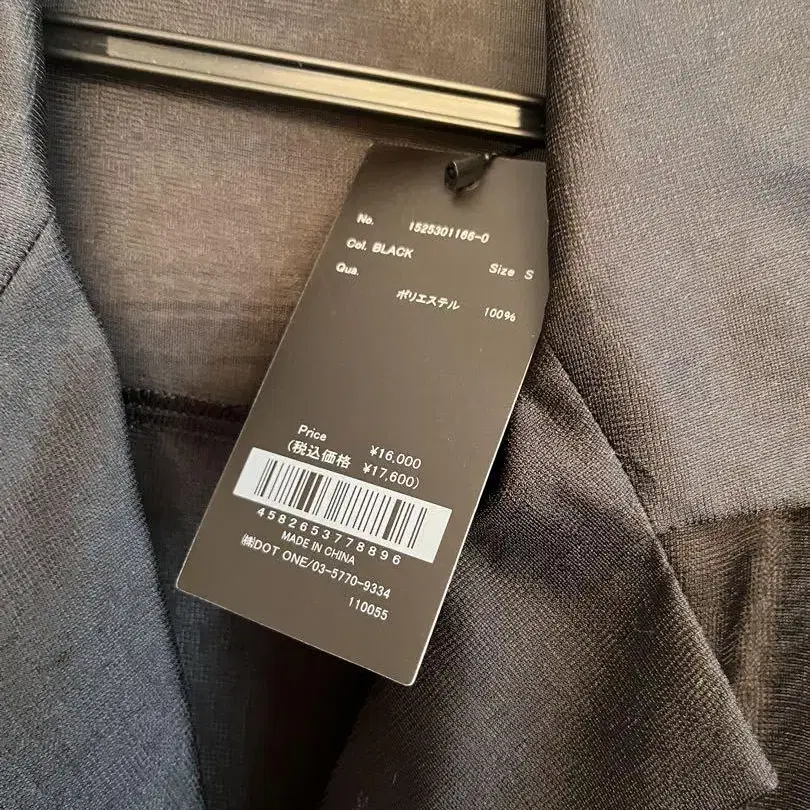 No. 1525301166-0
Col. BLACK Size S
Qua.
ポリエステル 100%
Price ¥16,000
(税込価格 ¥17,600)
4582653778896
MADE IN CHINA
㈱DOT ONE/03-5770-9334
110055